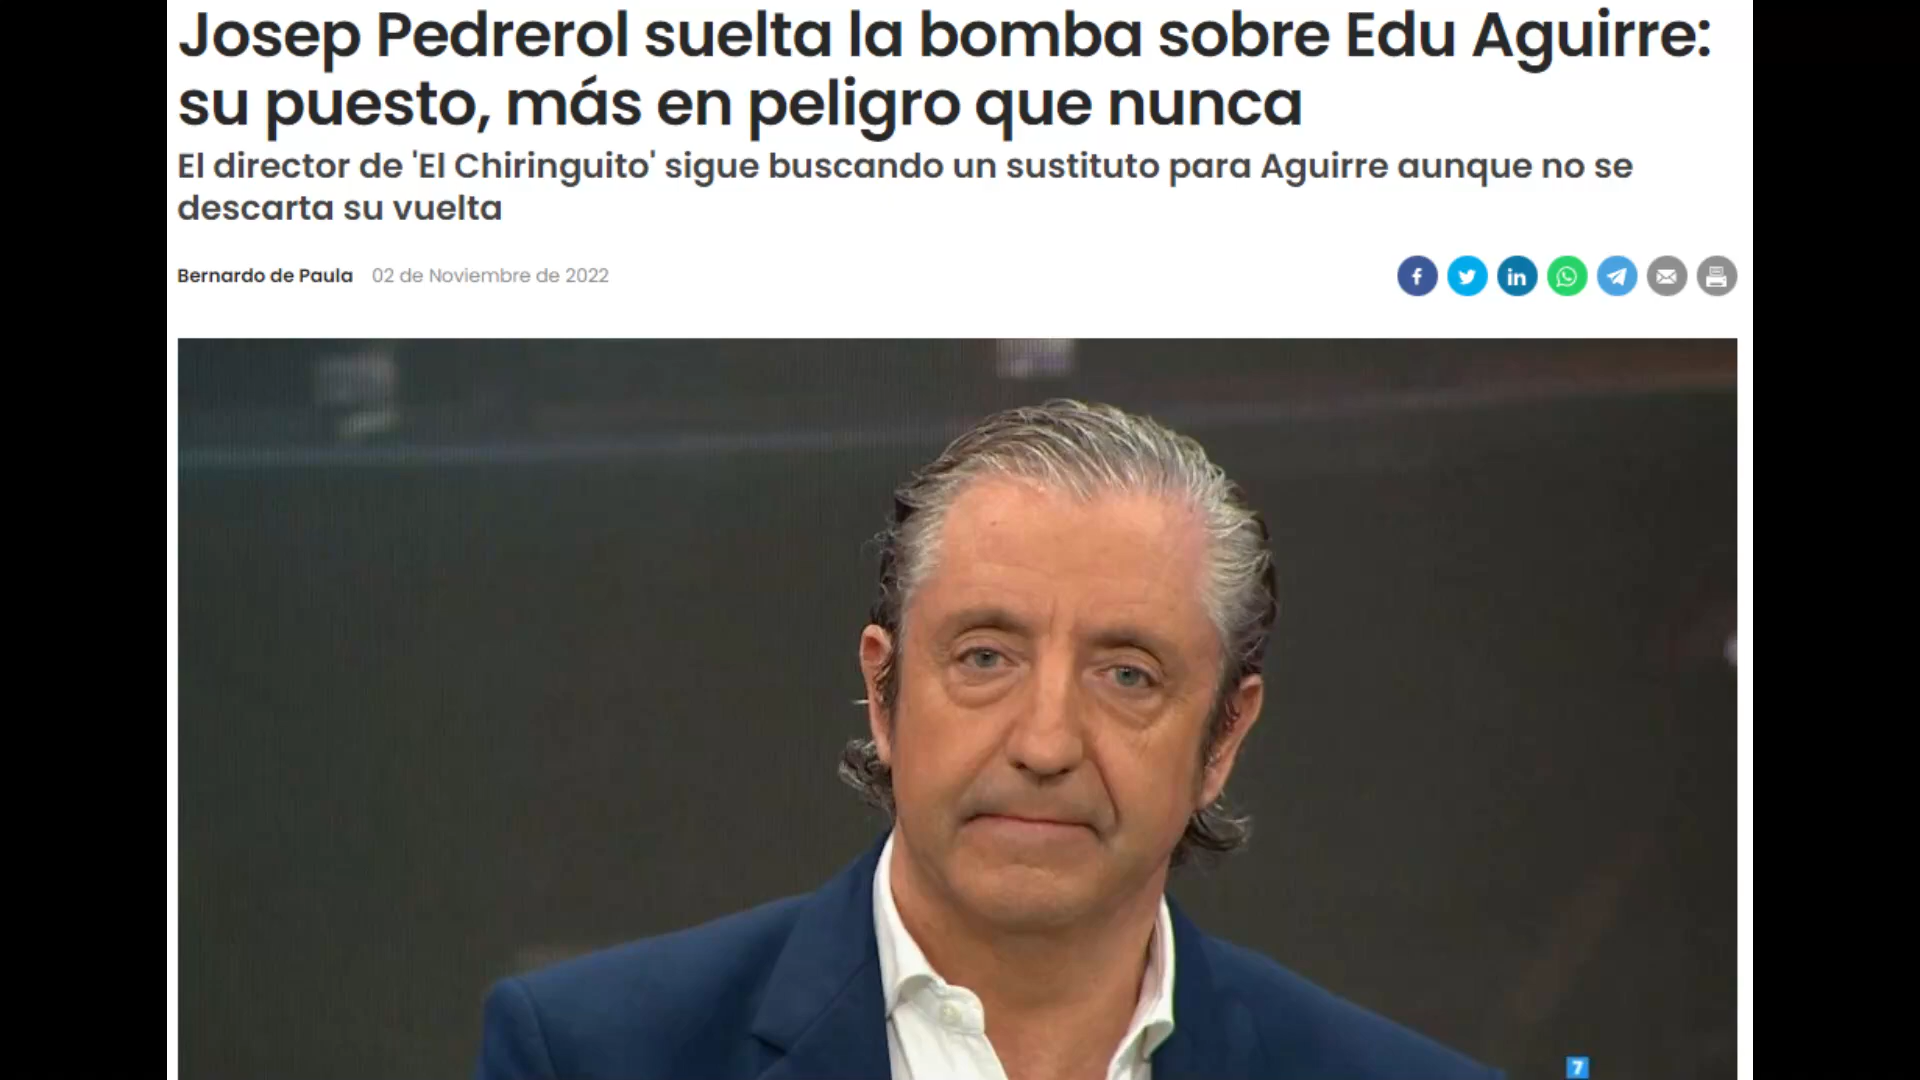 Josep Pedrerol suelta la bomba sobre Edu Aguirre:
su puesto, más en peligro que nunca
El director de 'El Chiringuito' sigue buscando un sustituto para Aguirre aunque no se
descarta su vuelta
Bernardo de Paula 02 de Noviembre de 2022
f in
7